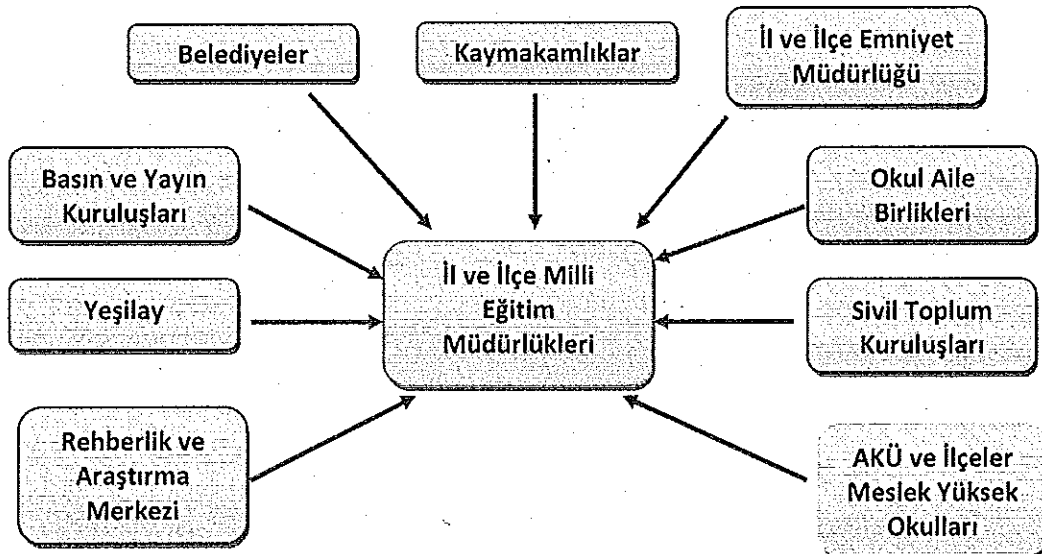 Belediyeler
Kaymakamlıklar
İl ve İlçe Emniyet
Müdürlüğü
Basın ve Yayın
Kuruluşları
Okul Aile
Birlikleri
İl ve İlçe Milli
Eğitim
Müdürlükleri
Yeşilay
Sivil Toplum
Kuruluşları
Rehberlik ve
Araştırma
Merkezi
AKÜ ve İlçeler
Meslek Yüksek
Okulları